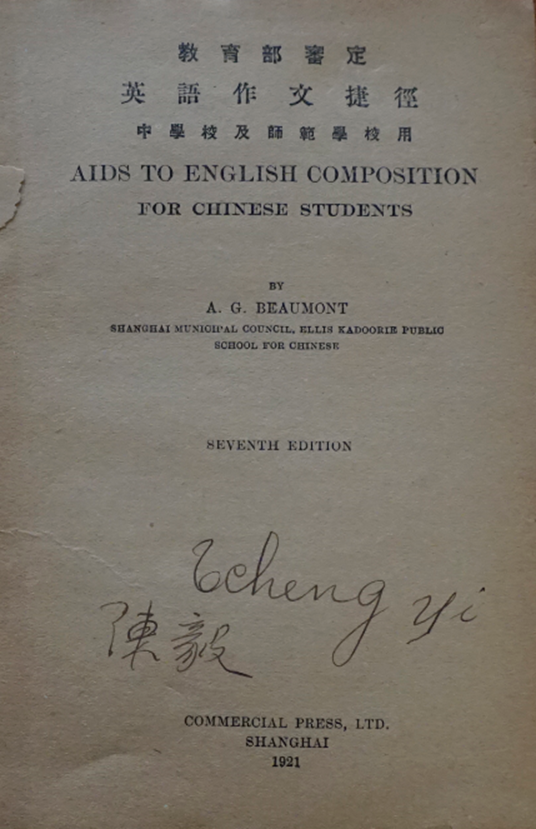 教育部審定
英語作文捷徑
中學校及師範學校用
AIDS TO ENGLISH COMPOSITION
FOR CHINESE STUDENTS
BY
A. G. BEAUMONT
SHANGHAI MUNICIPAL COUNCIL, ELLIS KADOORIE PUBLIC
SCHOOL FOR CHINESE
SEVENTH EDITION
Tcheng Yi
陳毅
COMMERCIAL PRESS, LTD.
SHANGHAI
1921